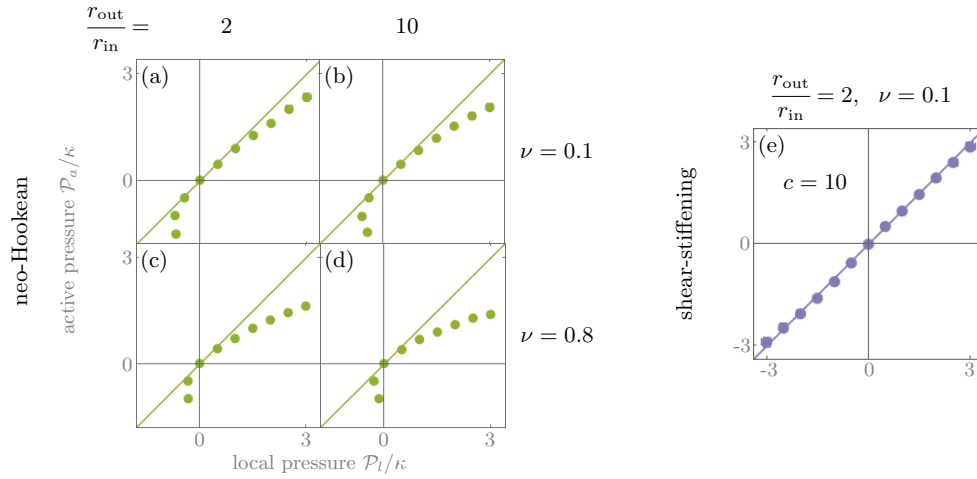 r_out/r_in = 2 10
(a) (b)
3
0
ν = 0.1
(c) (d)
3
0
ν = 0.8
0 3 0 3
local pressure P_l/κ
active pressure P_a/κ
neo-Hookean
r_out/r_in = 2, ν = 0.1
(e)
c = 10
3
0
-3
-3 0 3
shear-stiffening